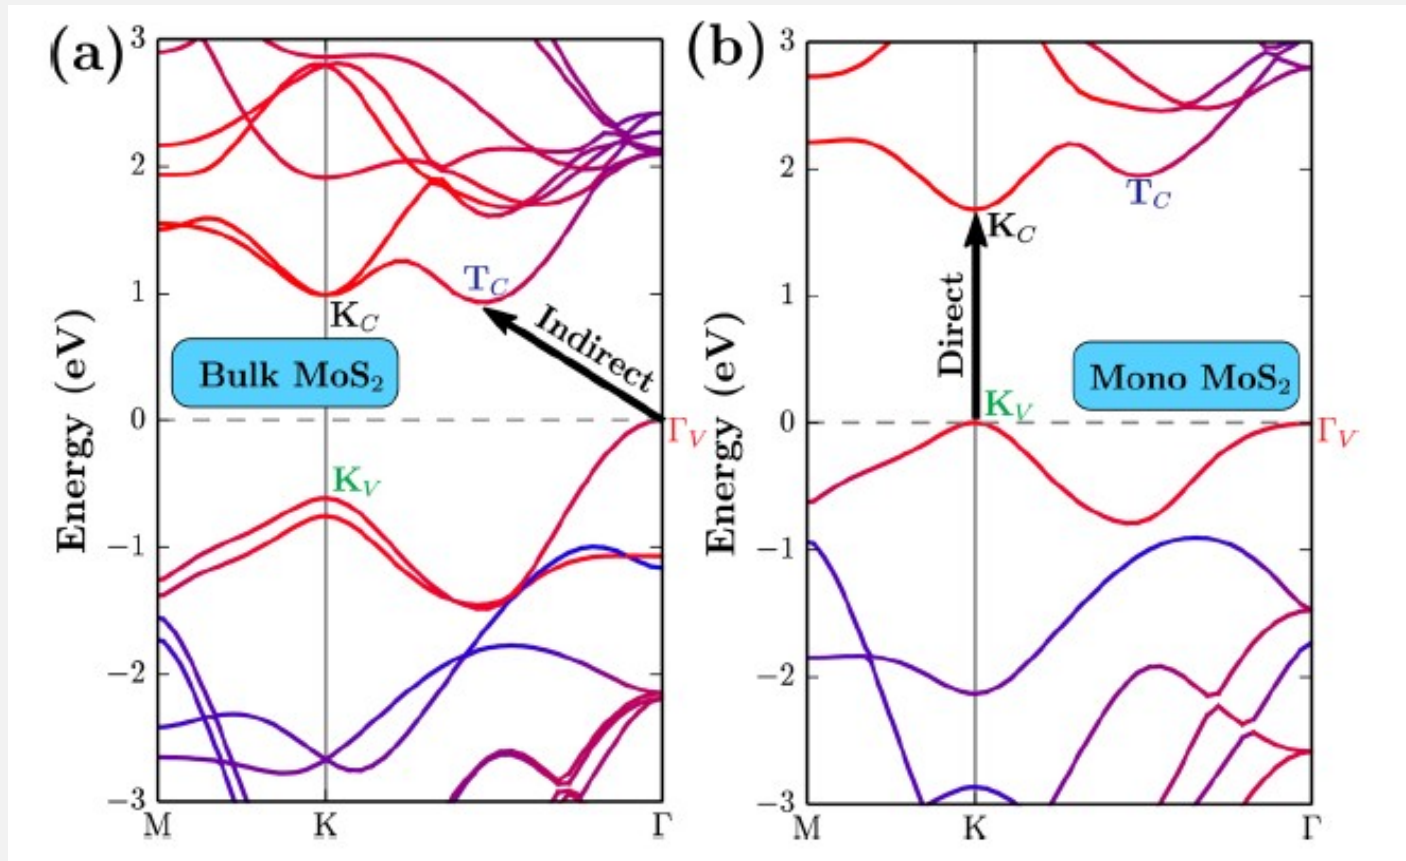 (a)
3
2
1
0
−1
−2
−3
Energy (eV)
M
K
Γ
K_C
T_C
Indirect
Bulk MoS₂
Γ_V
K_V
(b)
3
2
1
0
−1
−2
−3
Energy (eV)
M
K
Γ
T_C
K_C
Direct
Mono MoS₂
K_V
Γ_V